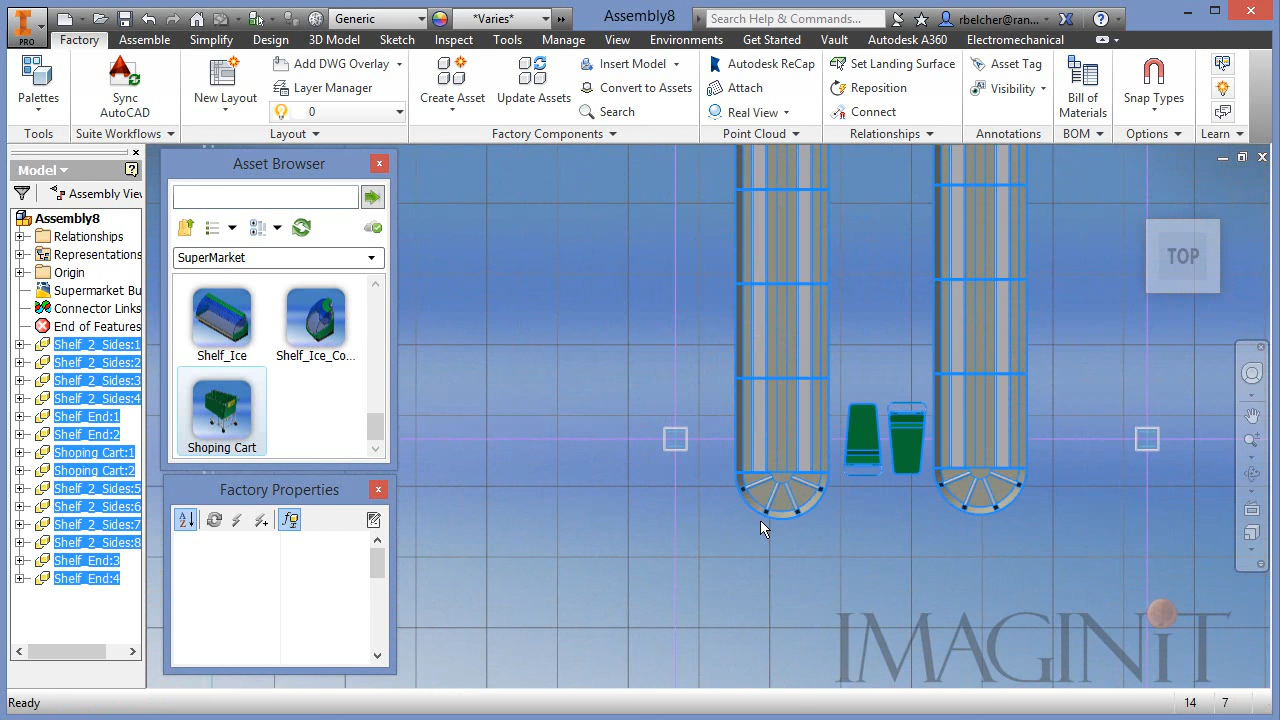 PRO
Generic
*Varies*
Assembly8
Search Help & Commands...
rbelcher@ran...
Factory
Assemble
Simplify
Design
3D Model
Sketch
Inspect
Tools
Manage
View
Environments
Get Started
Vault
Autodesk A360
Electromechanical
Palettes
Tools
Sync
AutoCAD
Suite Workflows
New Layout
Add DWG Overlay
Layer Manager
0
Layout
Create Asset
Update Assets
Insert Model
Convert to Assets
Search
Factory Components
Autodesk ReCap
Attach
Real View
Point Cloud
Set Landing Surface
Reposition
Connect
Relationships
Asset Tag
Visibility
Annotations
Bill of
Materials
BOM
Snap Types
Options
Learn
Model
Assembly Viev
Assembly8
Relationships
Representations
Origin
Supermarket Bu
Connector Links
End of Features
Shelf_2_Sides:1
Shelf_2_Sides:2
Shelf_2_Sides:3
Shelf_2_Sides:4
Shelf_End:1
Shelf_End:2
Shoping Cart:1
Shoping Cart:2
Shelf_2_Sides:5
Shelf_2_Sides:6
Shelf_2_Sides:7
Shelf_2_Sides:8
Shelf_End:3
Shelf_End:4
Asset Browser
SuperMarket
Shelf_Ice
Shelf_Ice_Co...
Shoping Cart
Factory Properties
TOP
IMAGINiT
Ready
14
7